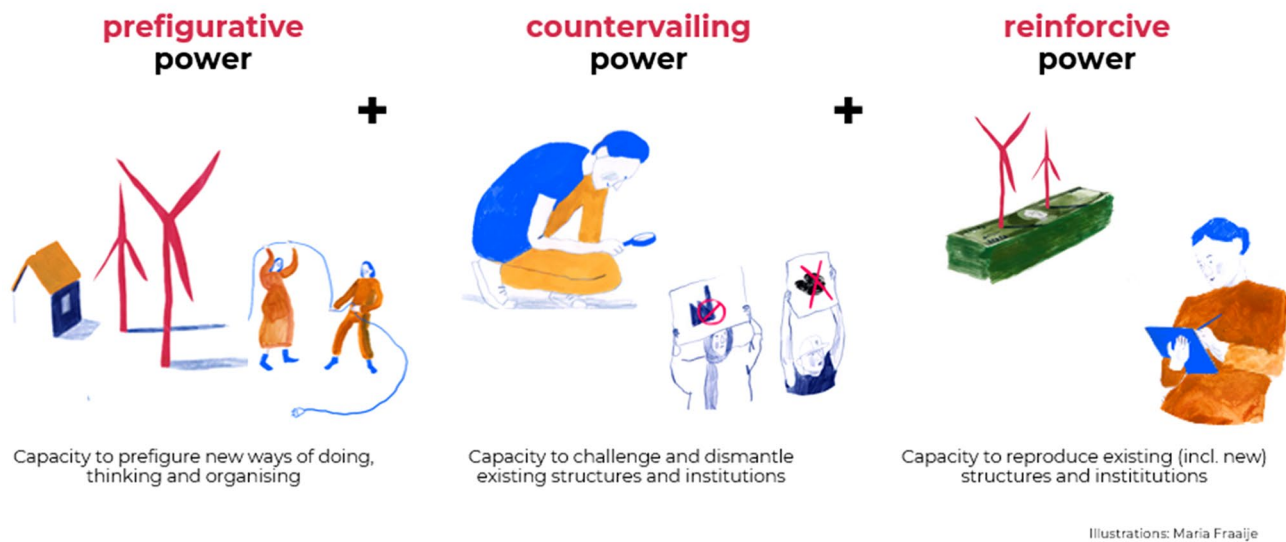 prefigurative
power
+
countervailing
power
+
reinforcive
power
Capacity to prefigure new ways of doing,
thinking and organising
Capacity to challenge and dismantle
existing structures and institutions
Capacity to reproduce existing (incl. new)
structures and instititutions
Illustrations: Maria Fraaije